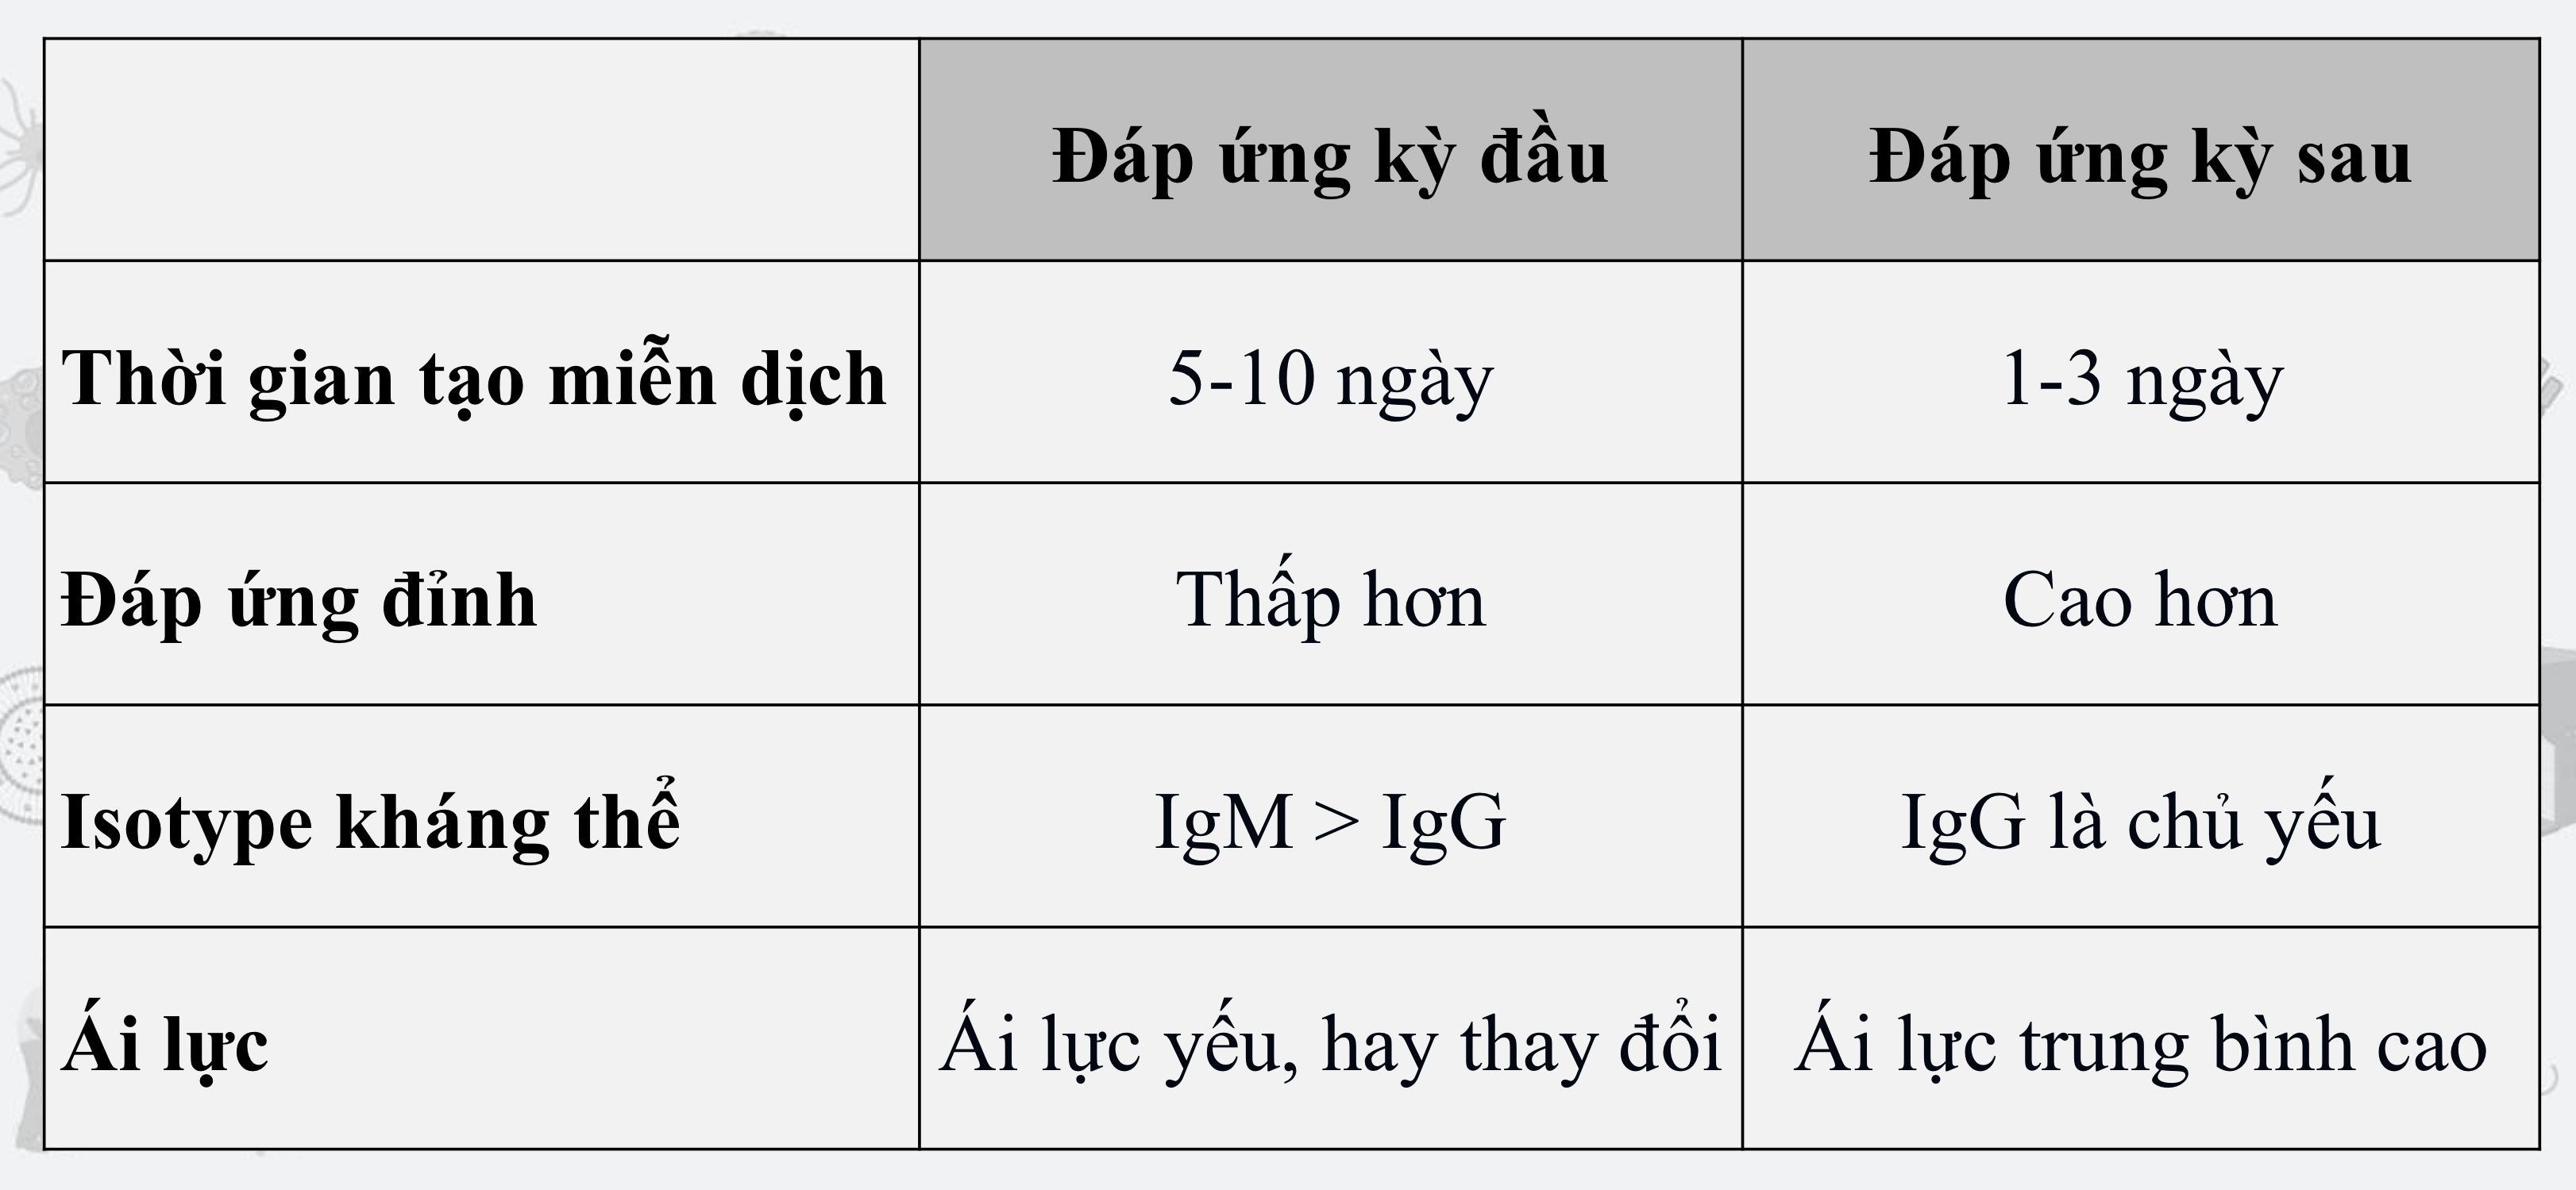 Đáp ứng kỳ đầu
Đáp ứng kỳ sau
Thời gian tạo miễn dịch
5-10 ngày
1-3 ngày
Đáp ứng đỉnh
Thấp hơn
Cao hơn
Isotype kháng thể
IgM > IgG
IgG là chủ yếu
Ái lực
Ái lực yếu, hay thay đổi
Ái lực trung bình cao